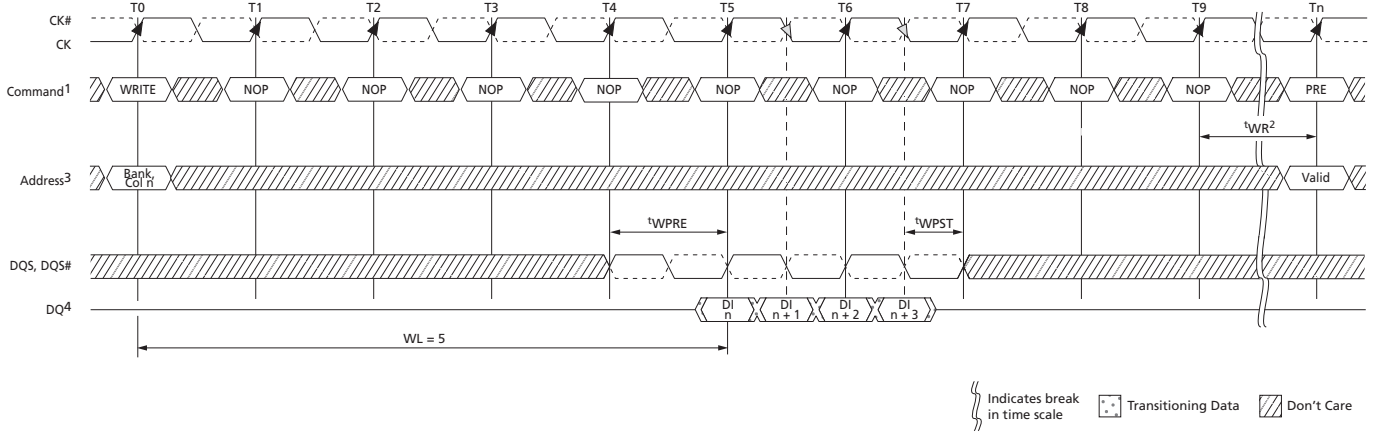 T0 T1 T2 T3 T4 T5 T6 T7 T8 T9 Tn
CK#
CK
Command1 WRITE NOP NOP NOP NOP NOP NOP NOP NOP NOP PRE
tWR2
Address3 Bank, Col n Valid
tWPRE tWPST
DQS, DQS#
DQ4 DI n DI n + 1 DI n + 2 DI n + 3
WL = 5
Indicates break
in time scale
Transitioning Data
Don't Care